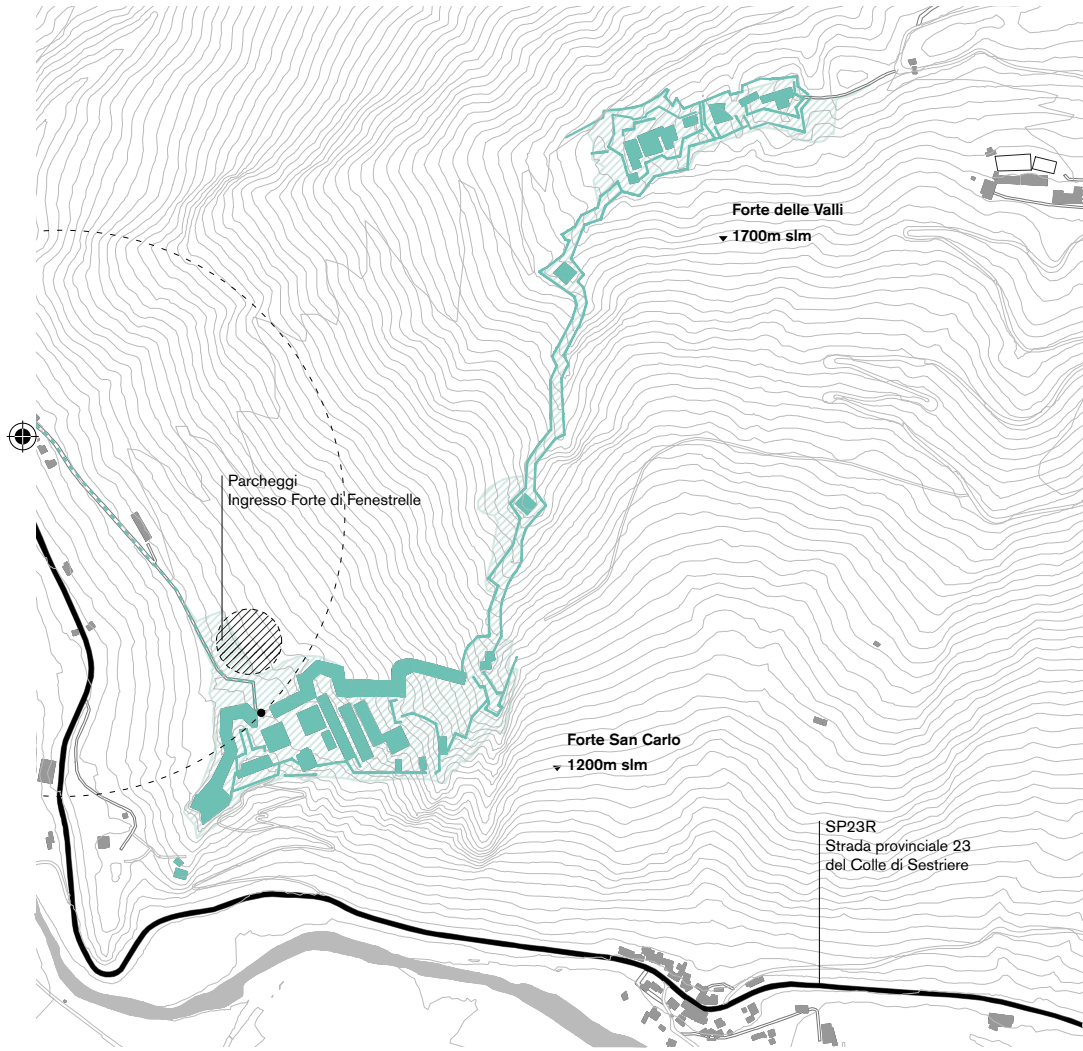 Forte delle Valli
1700m slm
Parcheggi
Ingresso Forte di Fenestrelle
Forte San Carlo
1200m slm
SP23R
Strada provinciale 23
del Colle di Sestriere